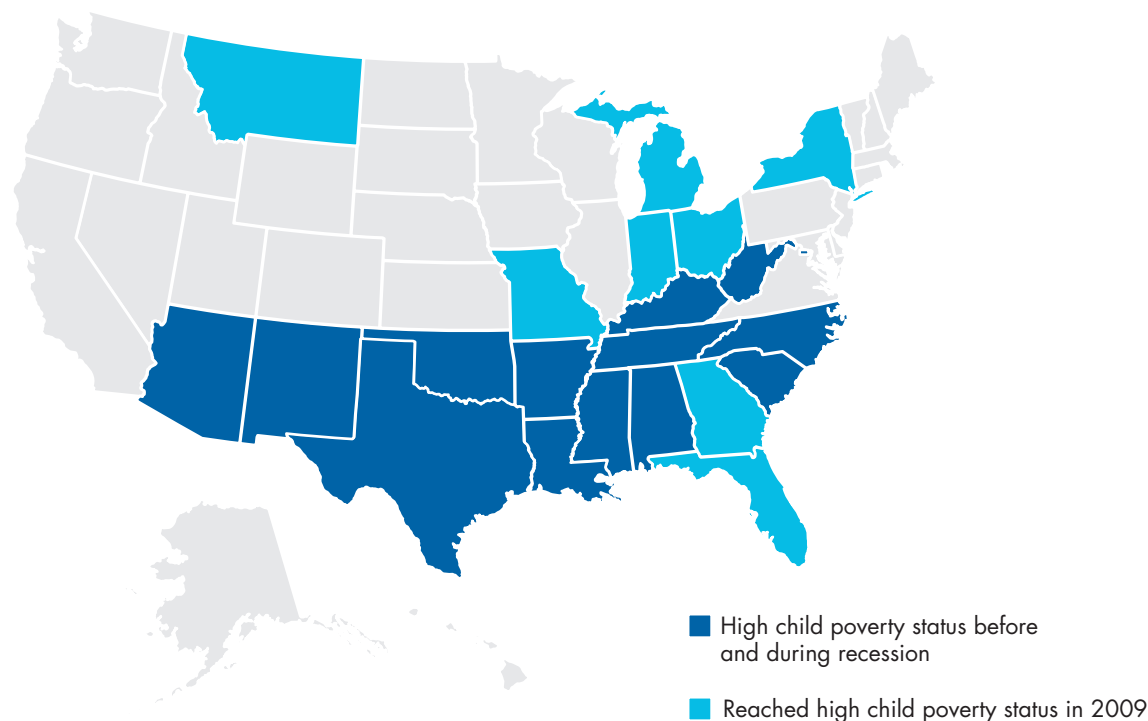 High child poverty status before
and during recession
Reached high child poverty status in 2009